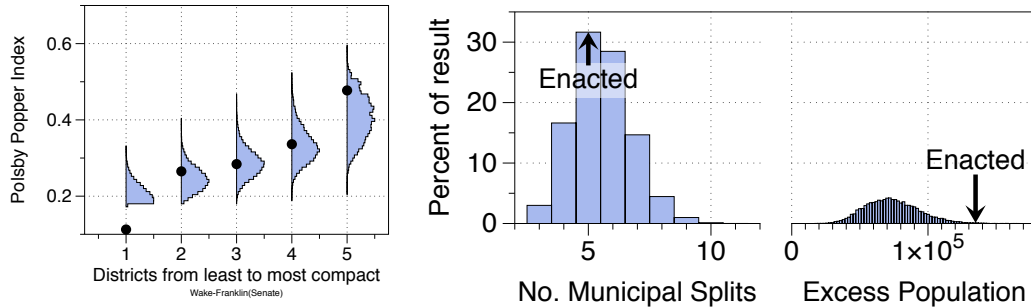 Polsby Popper Index
0.6
0.4
0.2
1 2 3 4 5
Districts from least to most compact
Wake-Franklin(Senate)
Percent of result
30
20
10
0
Enacted
5 10
No. Municipal Splits
Enacted
0 1×10⁵
Excess Population